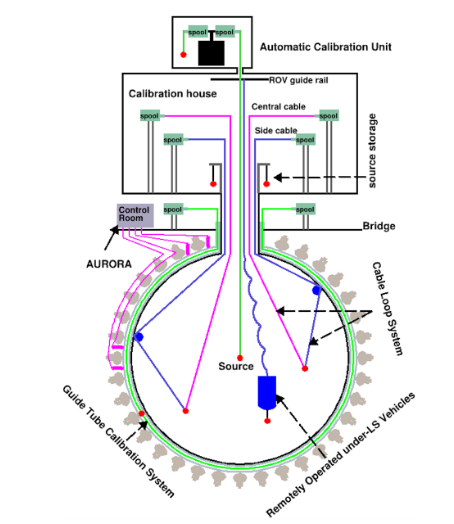 spool spool
Automatic Calibration Unit
ROV guide rail
Calibration house
Central cable
spool
spool
Side cable
spool
spool
source storage
Control
Room
spool
spool
Bridge
AURORA
Cable Loop System
Source
Guide Tube Calibration System
Remotely Operated under-LS Vehicles